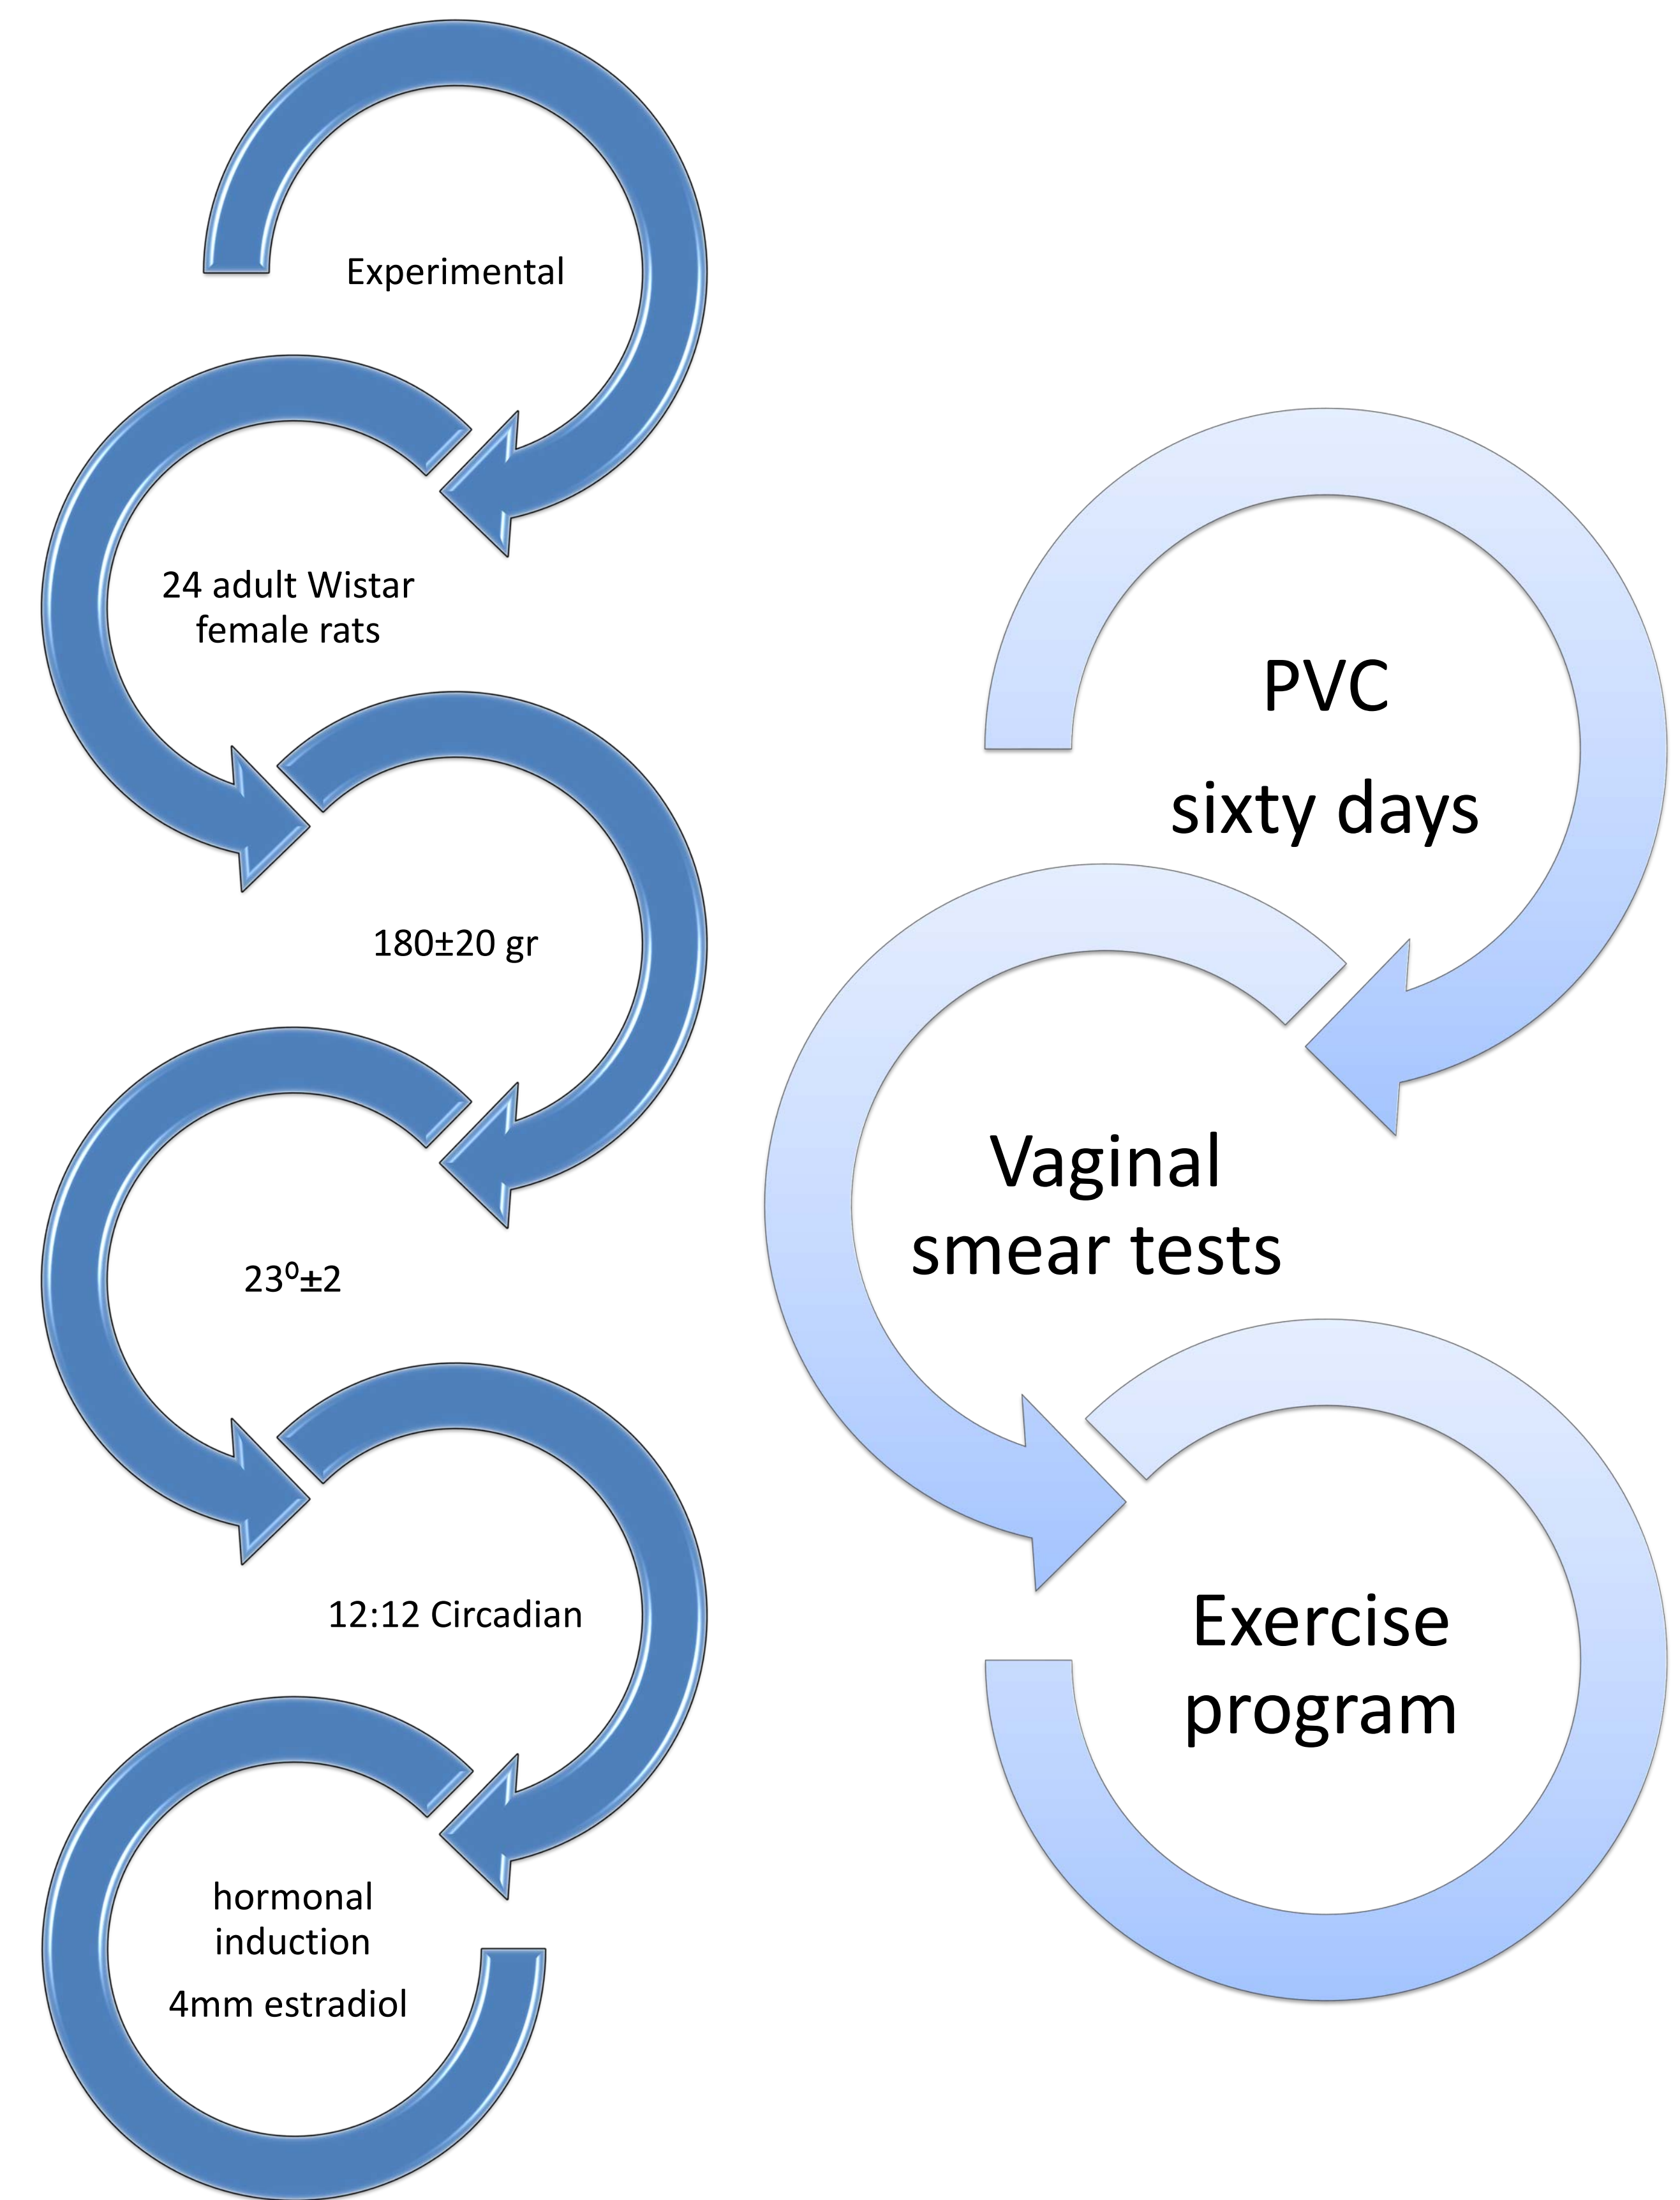 Experimental
24 adult Wistar
female rats
180±20 gr
23⁰±2
12:12 Circadian
hormonal
induction
4mm estradiol
PVC
sixty days
Vaginal
smear tests
Exercise
program